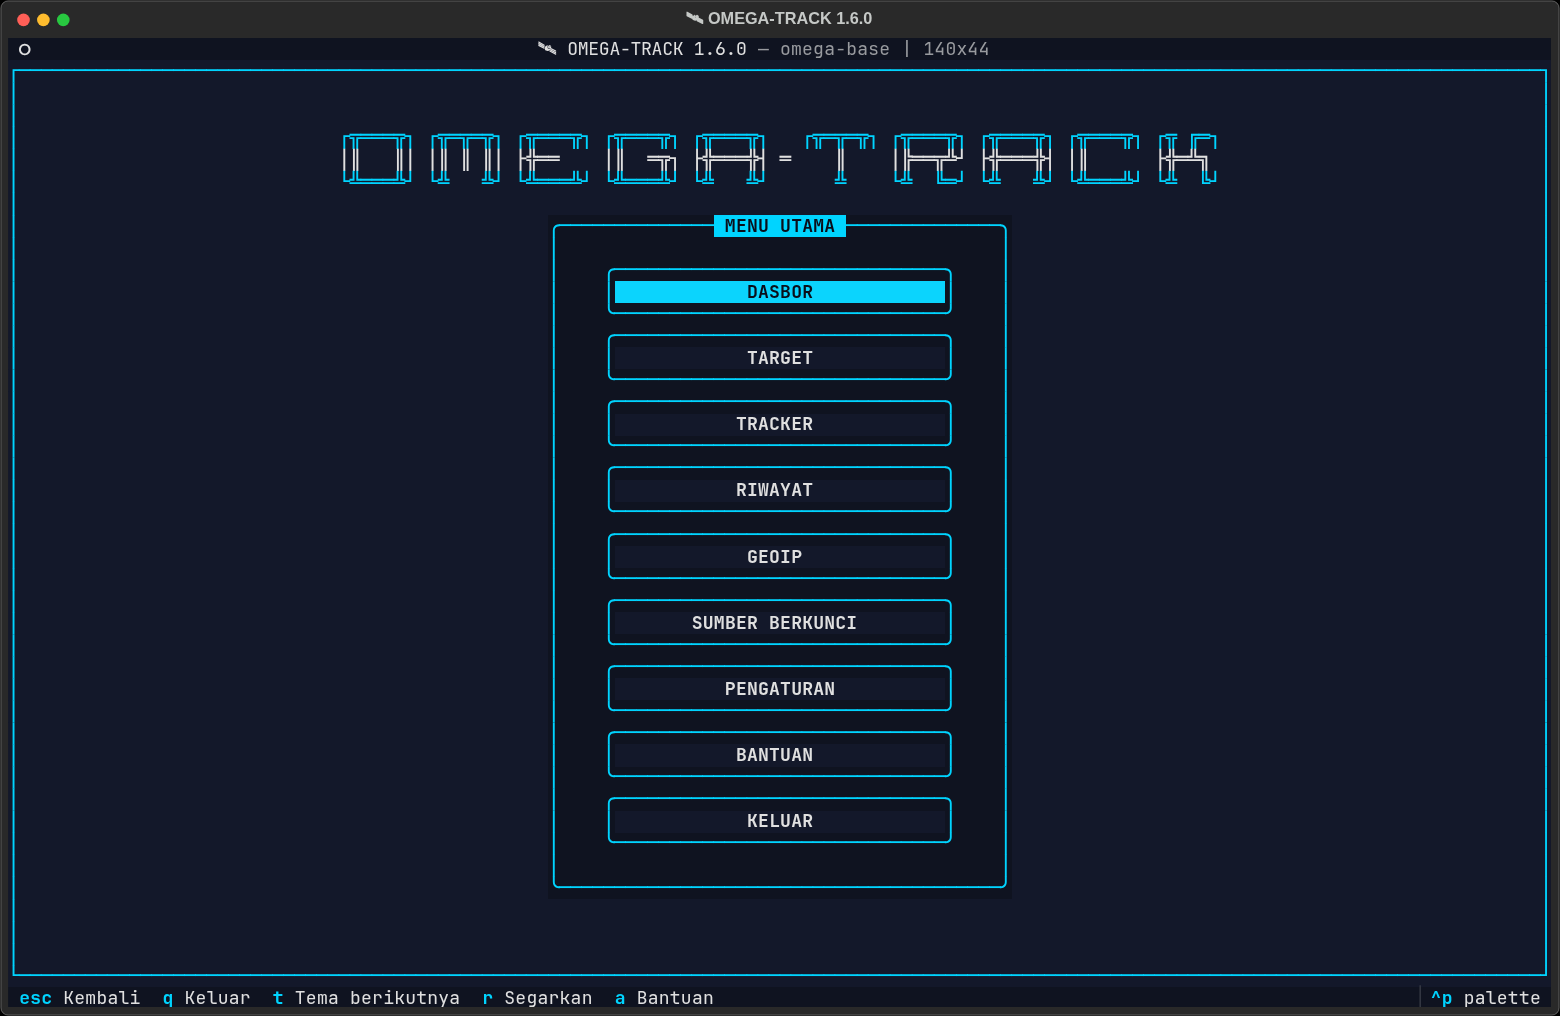 🛰 OMEGA-TRACK 1.6.0
🛰 OMEGA-TRACK 1.6.0 — omega-base | 140x44
OMEGA-TRACK
MENU UTAMA
DASBOR
TARGET
TRACKER
RIWAYAT
GEOIP
SUMBER BERKUNCI
PENGATURAN
BANTUAN
KELUAR
esc Kembali q Keluar t Tema berikutnya r Segarkan a Bantuan ^p palette